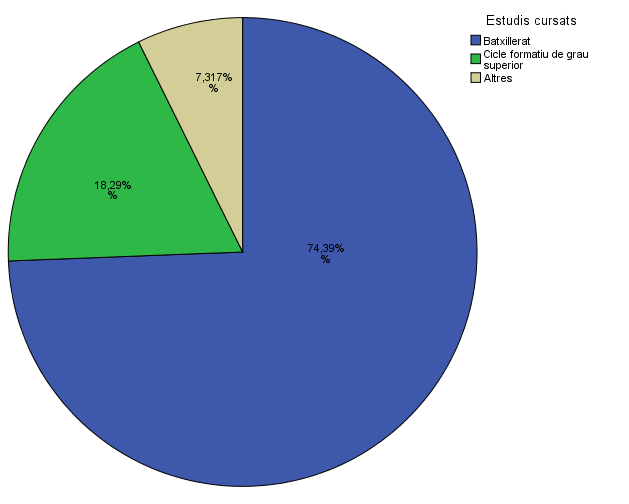 Estudis cursats
Batxillerat
Cicle formatiu de grau
superior
Altres
7,317%
%
18,29%
%
74,39%
%